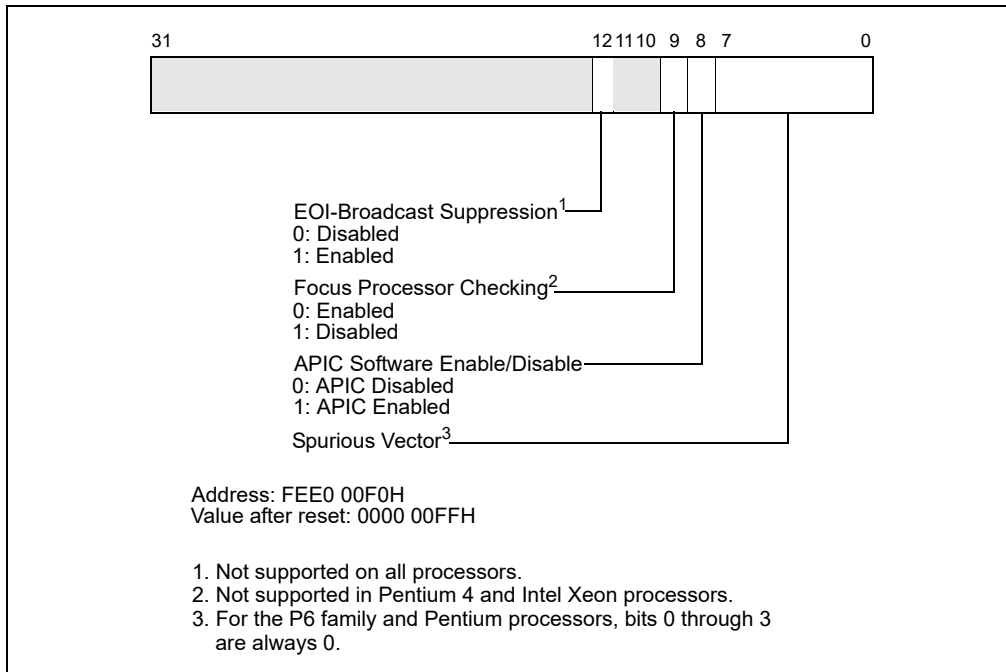 31 12 11 10 9 8 7 0
EOI-Broadcast Suppression1
0: Disabled
1: Enabled
Focus Processor Checking2
0: Enabled
1: Disabled
APIC Software Enable/Disable
0: APIC Disabled
1: APIC Enabled
Spurious Vector3
Address: FEE0 00F0H
Value after reset: 0000 00FFH
1. Not supported on all processors.
2. Not supported in Pentium 4 and Intel Xeon processors.
3. For the P6 family and Pentium processors, bits 0 through 3
are always 0.